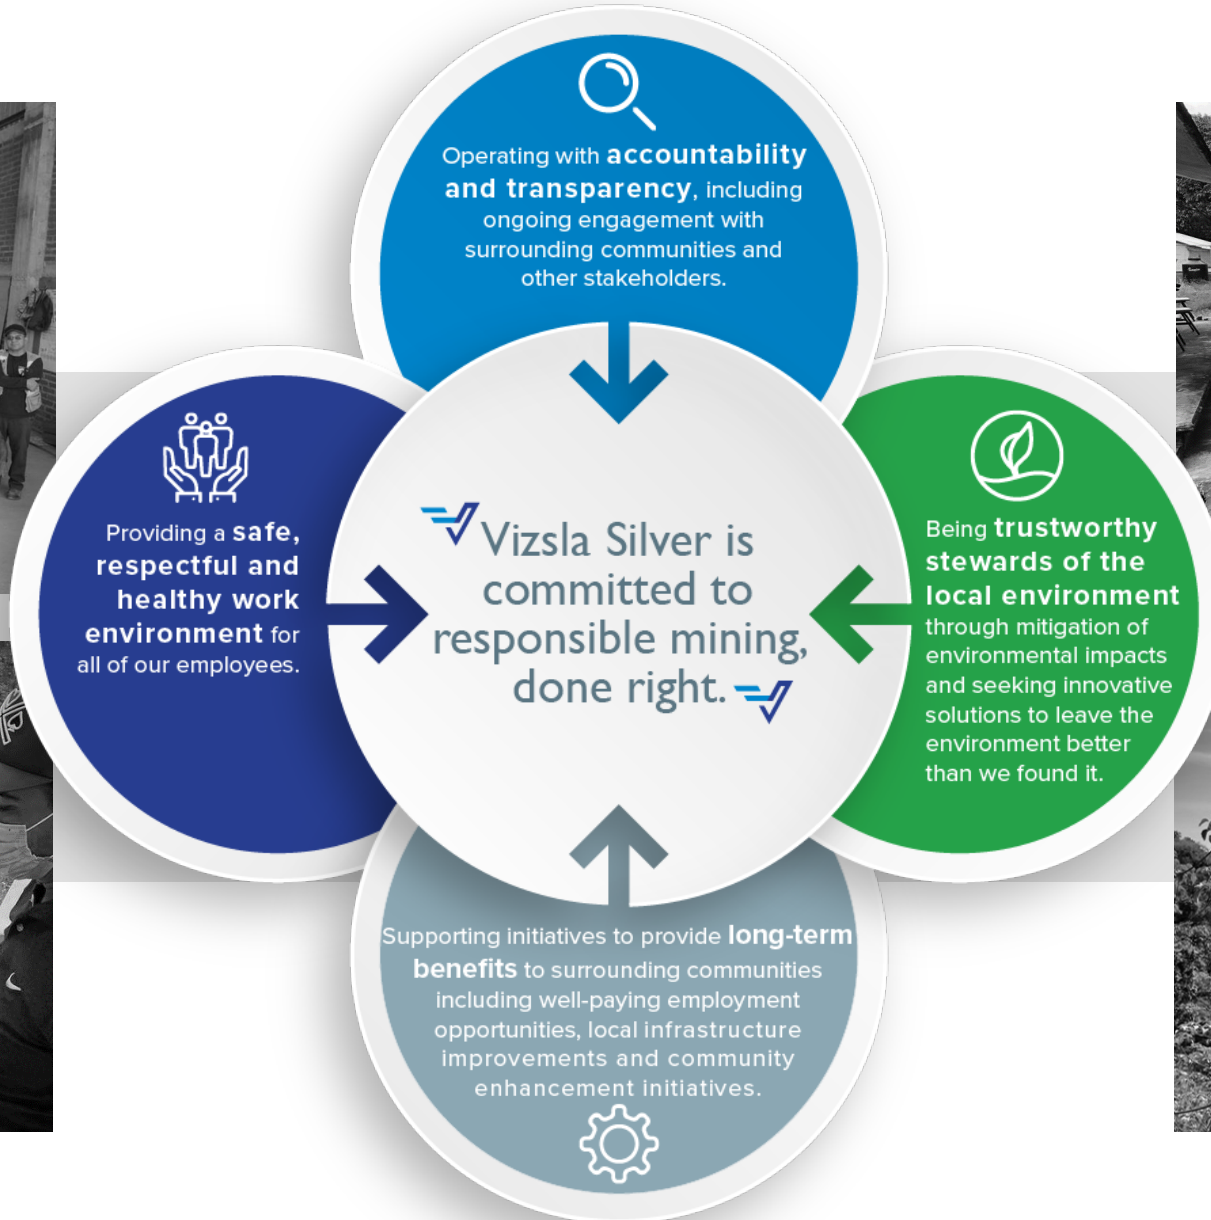 Operating with accountability
and transparency, including
ongoing engagement with
surrounding communities and
other stakeholders.
Providing a safe,
respectful and
healthy work
environment for
all of our employees.
Vizsla Silver is
committed to
responsible mining,
done right.
Being trustworthy
stewards of the
local environment
through mitigation of
environmental impacts
and seeking innovative
solutions to leave the
environment better
than we found it.
Supporting initiatives to provide long-term
benefits to surrounding communities
including well-paying employment
opportunities, local infrastructure
improvements and community
enhancement initiatives.